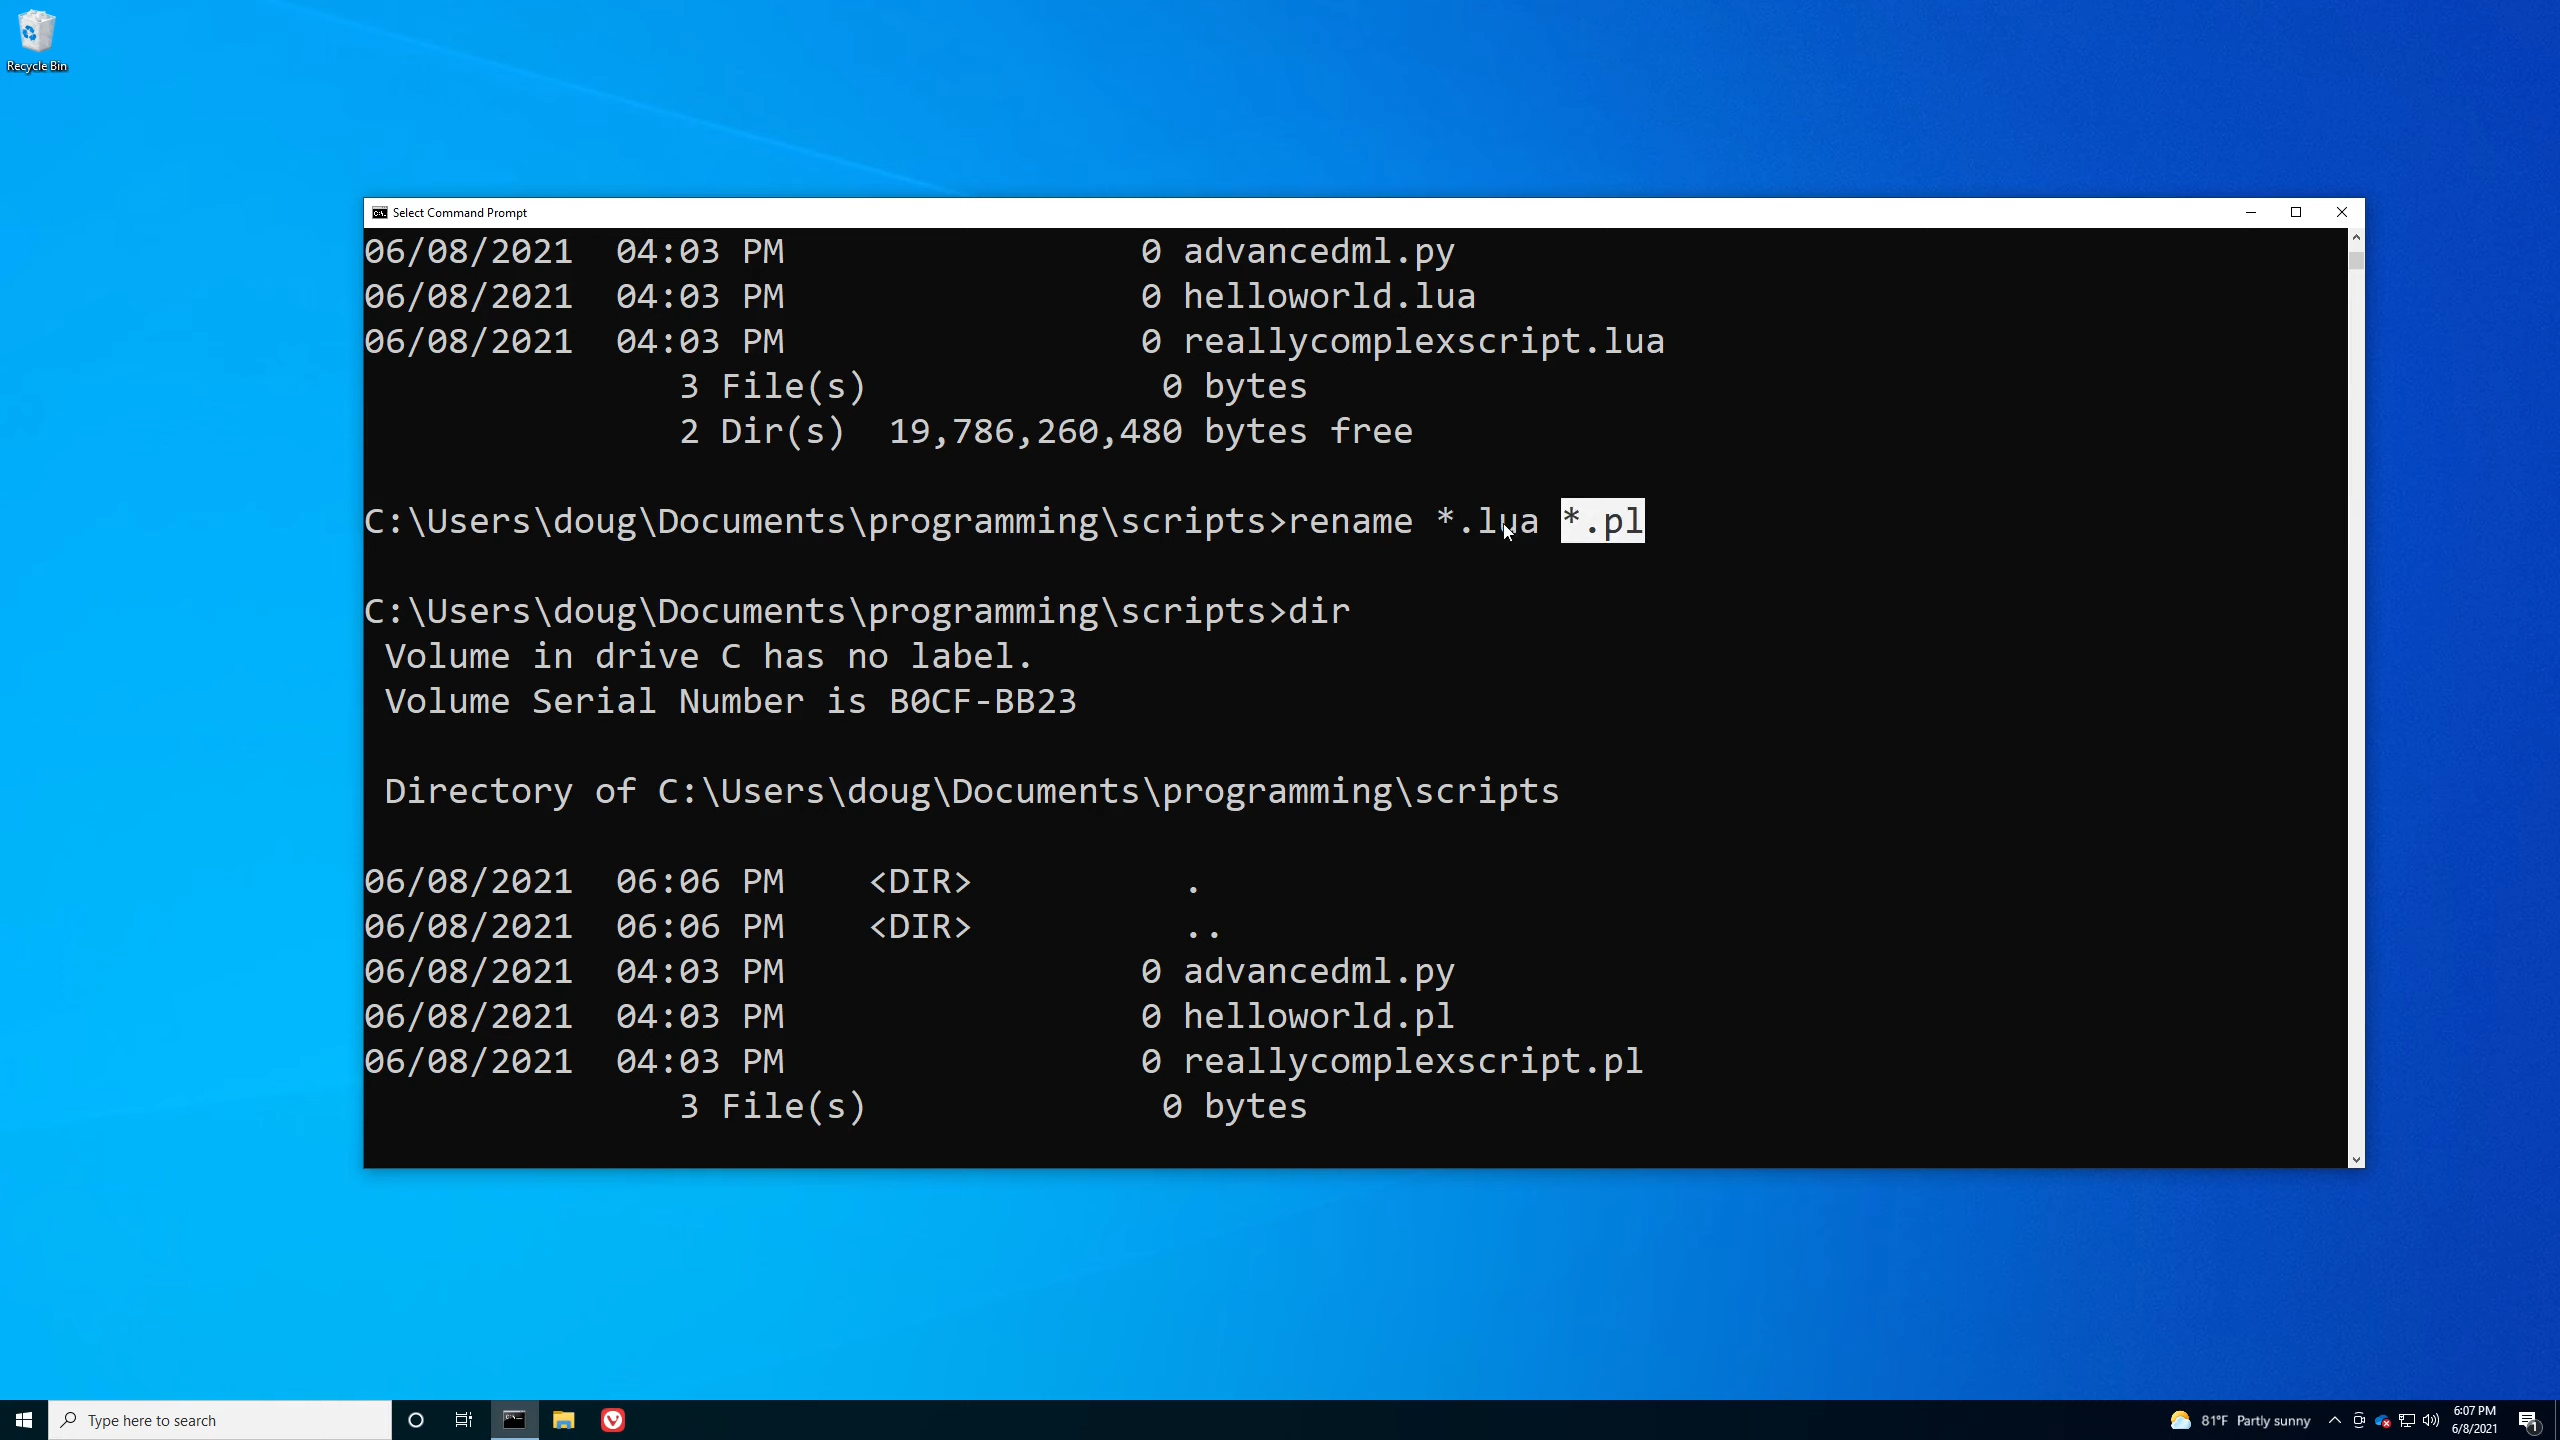 Recycle Bin
Select Command Prompt
06/08/2021  04:03 PM                 0 advancedml.py
06/08/2021  04:03 PM                 0 helloworld.lua
06/08/2021  04:03 PM                 0 reallycomplexscript.lua
               3 File(s)              0 bytes
               2 Dir(s)  19,786,260,480 bytes free
C:\Users\doug\Documents\programming\scripts>rename *.lua *.pl
C:\Users\doug\Documents\programming\scripts>dir
 Volume in drive C has no label.
 Volume Serial Number is B0CF-BB23
 Directory of C:\Users\doug\Documents\programming\scripts
06/08/2021  06:06 PM    <DIR>          .
06/08/2021  06:06 PM    <DIR>          ..
06/08/2021  04:03 PM                 0 advancedml.py
06/08/2021  04:03 PM                 0 helloworld.pl
06/08/2021  04:03 PM                 0 reallycomplexscript.pl
               3 File(s)              0 bytes
Type here to search
81°F Partly sunny
6:07 PM
6/8/2021
1